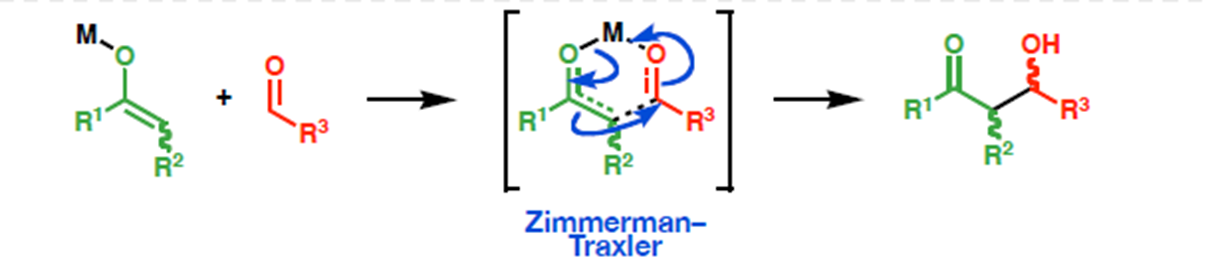 M
O
R¹
R²
+
O
R³
M
O
O
R¹
R²
R³
Zimmerman–
Traxler
O
OH
R¹
R²
R³